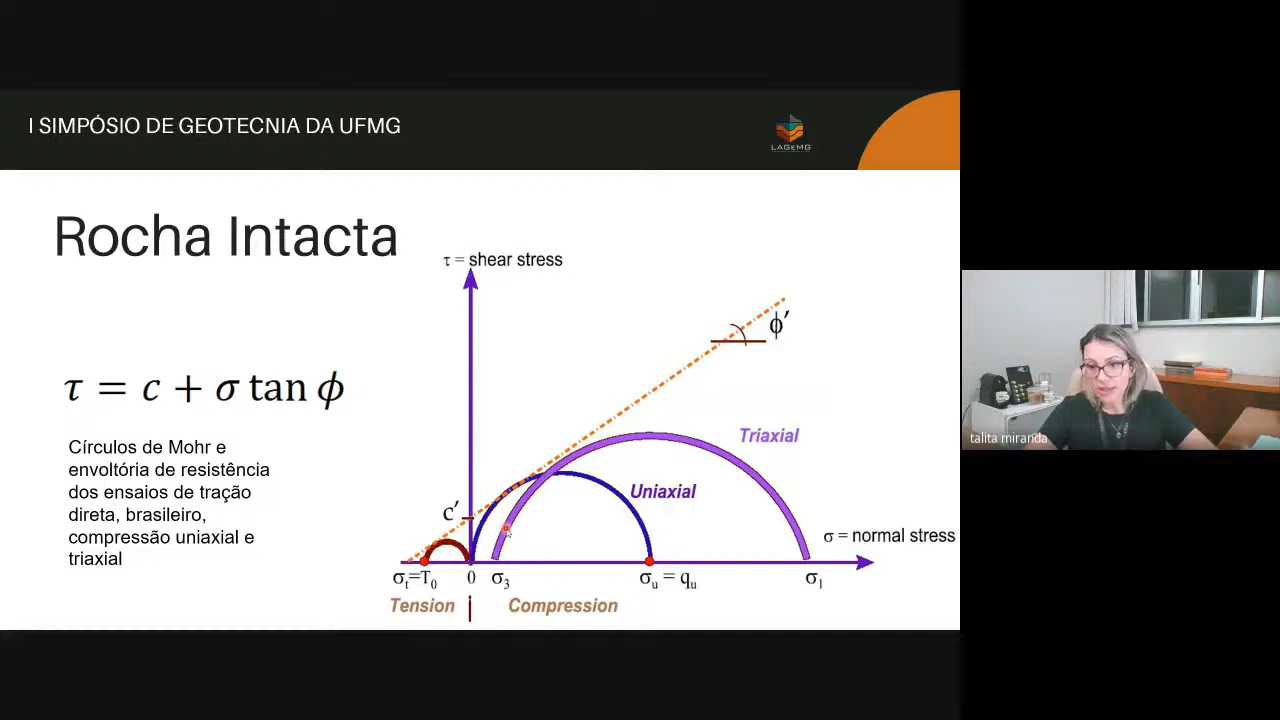 I SIMPÓSIO DE GEOTECNIA DA UFMG
LAGEMG
Rocha Intacta
τ = c + σ tan ϕ
Círculos de Mohr e
envoltória de resistência
dos ensaios de tração
direta, brasileiro,
compressão uniaxial e
triaxial
τ = shear stress
ϕ′
Triaxial
Uniaxial
c′
σ = normal stress
σt=T0 0 σ3 σu = qu σ1
Tension Compression
talita miranda